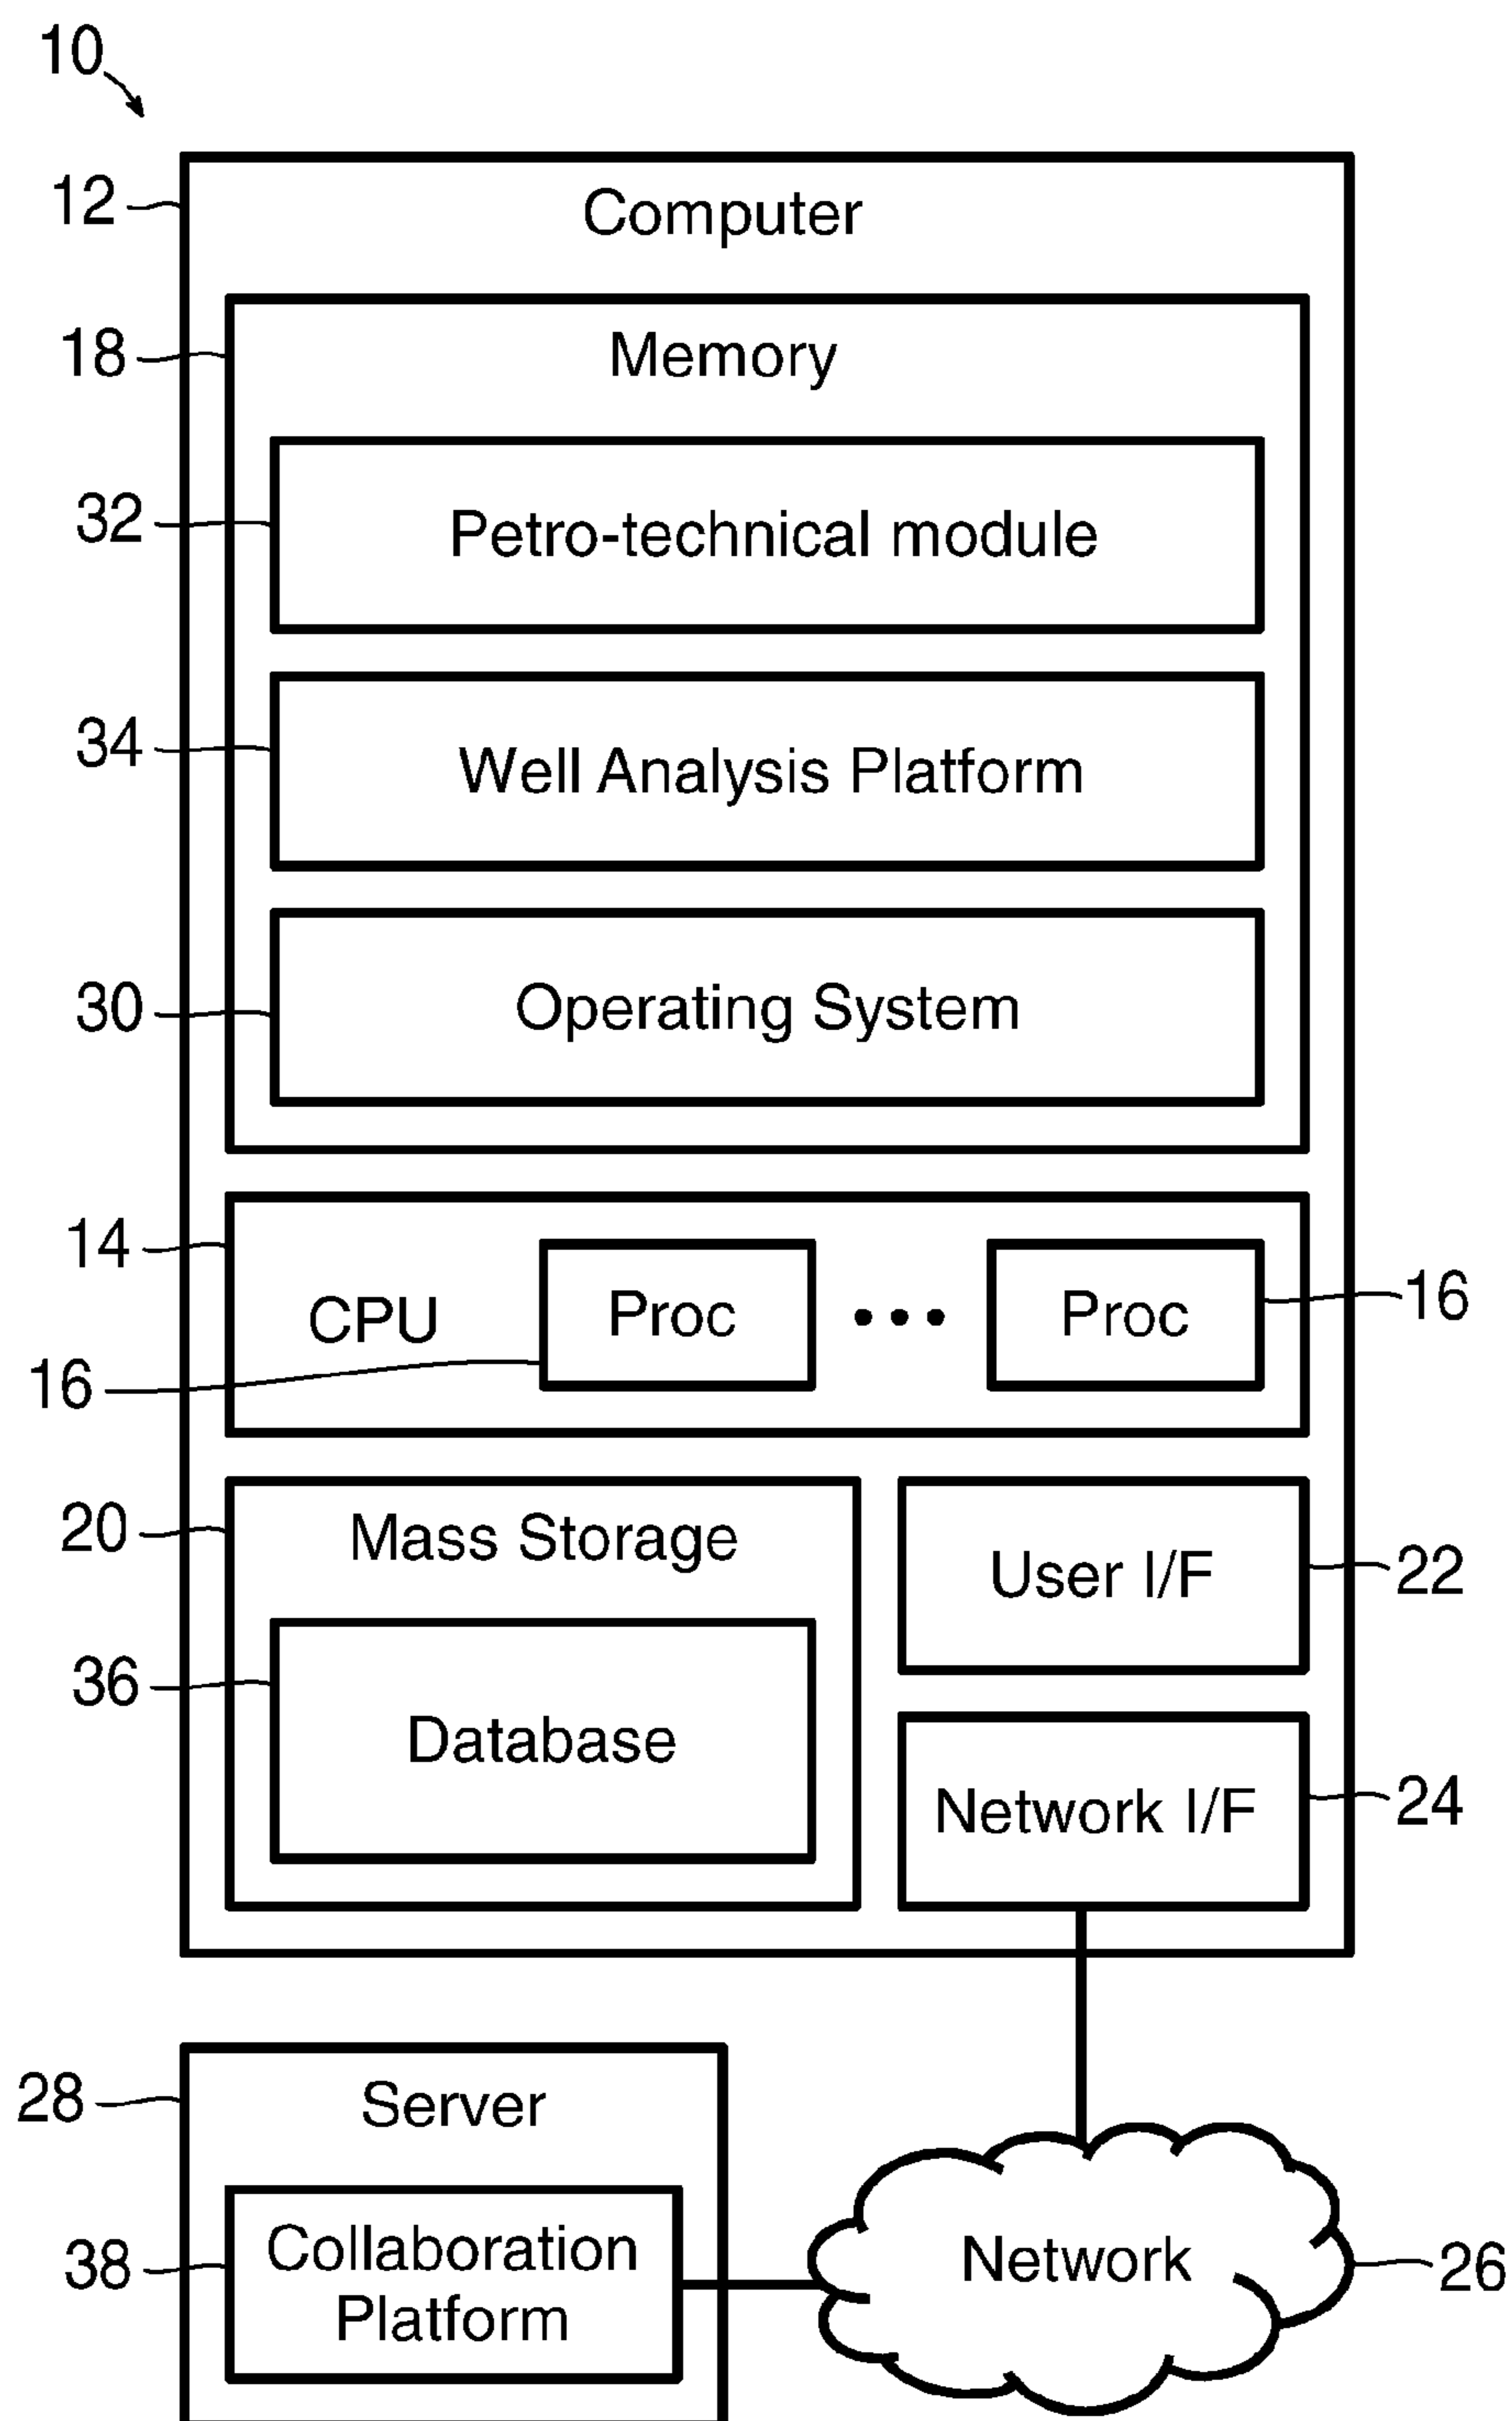 10
12
Computer
18
Memory
32
Petro-technical module
34
Well Analysis Platform
30
Operating System
14
CPU
Proc
•••
Proc
16
16
20
Mass Storage
User I/F
22
36
Database
Network I/F
24
28
Server
38
Collaboration
Platform
Network
26